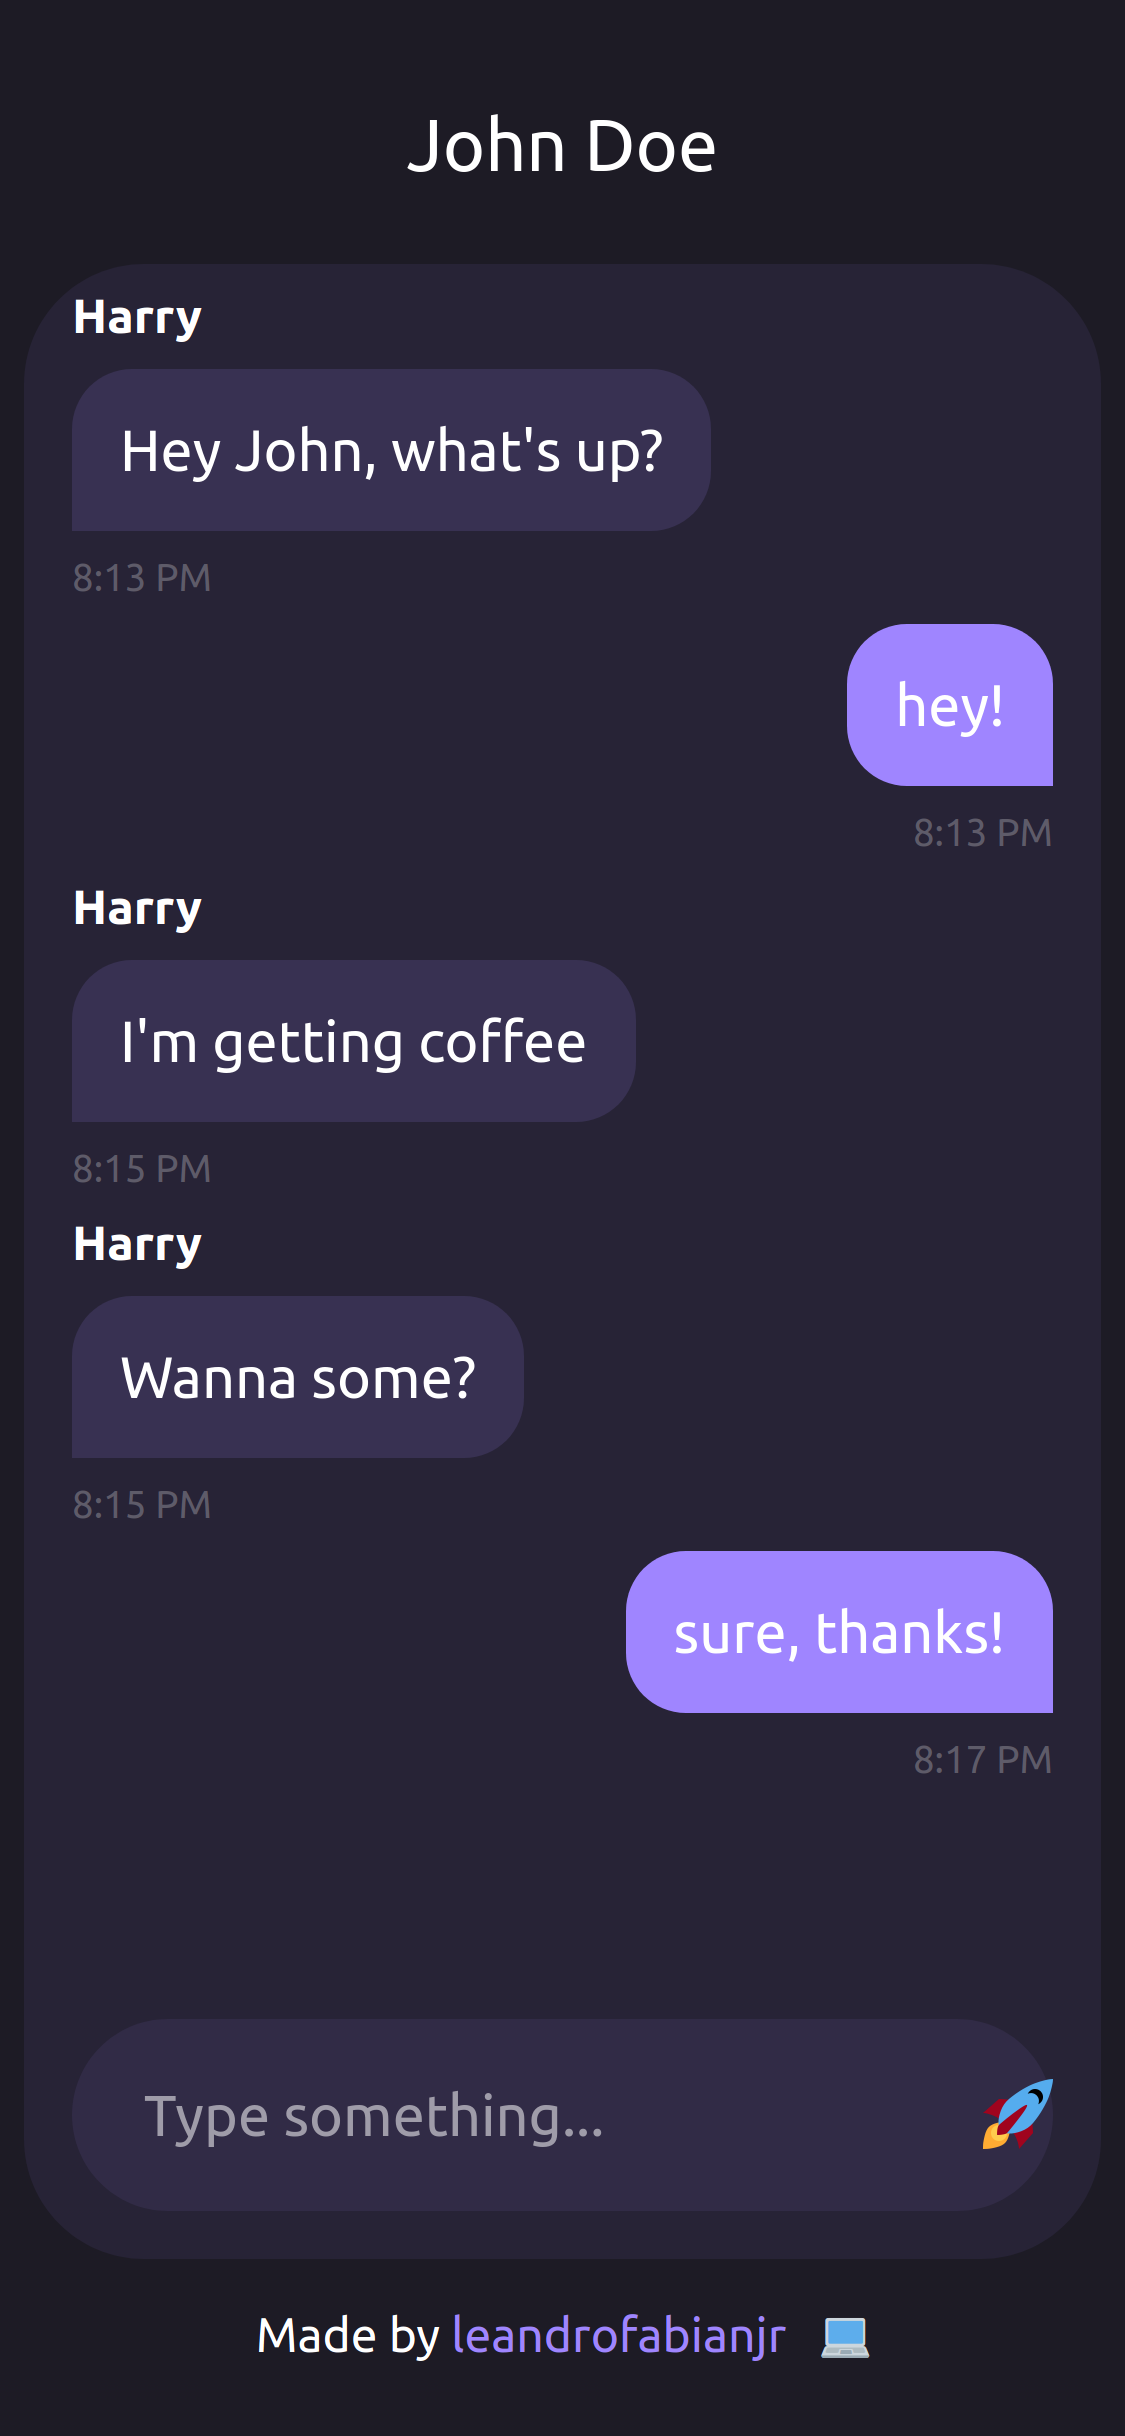 John Doe
Harry
Hey John, what's up?
8:13 PM
hey!
8:13 PM
Harry
I'm getting coffee
8:15 PM
Harry
Wanna some?
8:15 PM
sure, thanks!
8:17 PM
Type something...
Made by leandrofabianjr